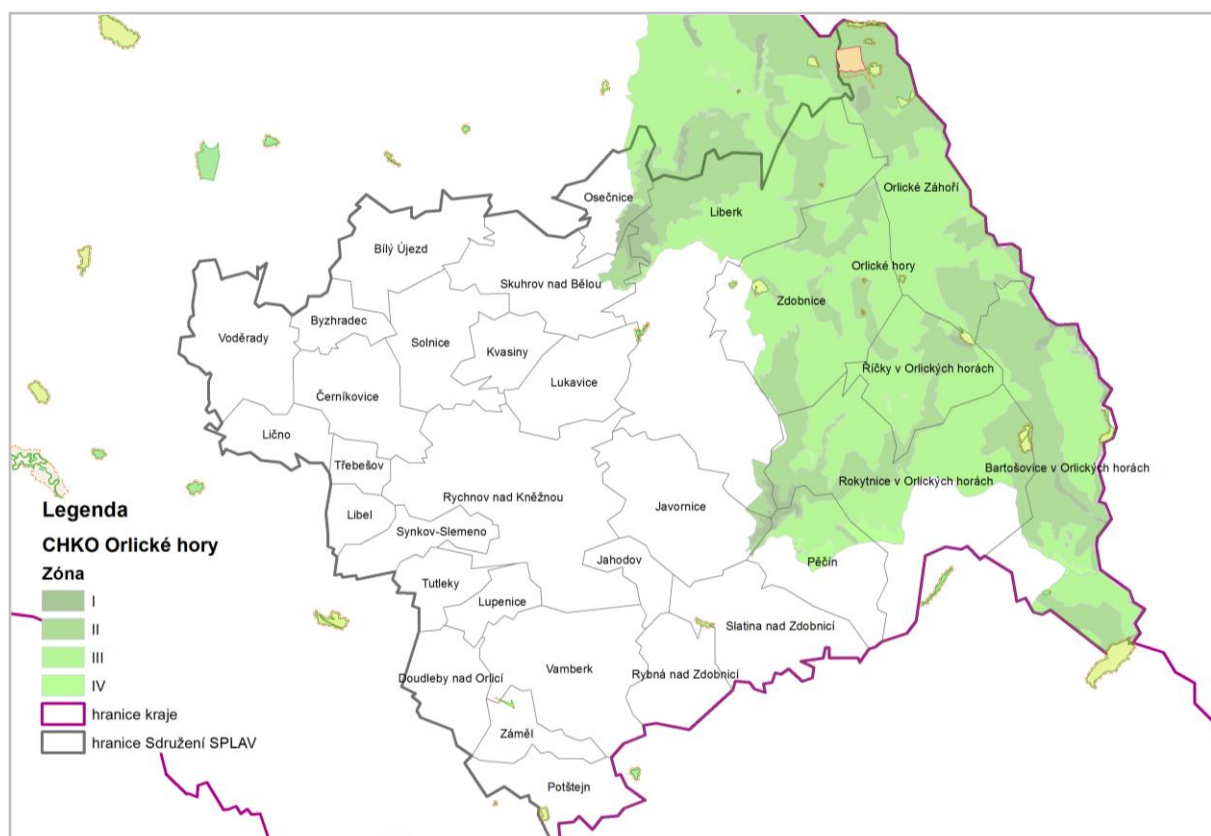 Osečnice
Orlické Záhoří
Liberk
Bílý Újezd
Orlické hory
Skuhrov nad Bělou
Zdobnice
Byzhradec
Voděrady
Solnice
Kvasiny
Říčky v Orlických horách
Lukavice
Černíkovice
Lično
Třebešov
Bartošovice v Orlických horách
Rokytnice v Orlických horách
Rychnov nad Kněžnou
Javornice
Libel
Synkov-Slemeno
Jahodov
Pěčín
Tutleky
Lupenice
Slatina nad Zdobnicí
Vamberk
Rybná nad Zdobnicí
Doudleby nad Orlicí
Záměl
Potštejn
Legenda
CHKO Orlické hory
Zóna
I
II
III
IV
hranice kraje
hranice Sdružení SPLAV